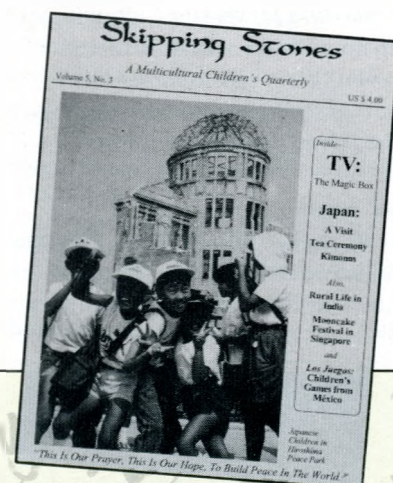 Skipping Stones
A Multicultural Children's Quarterly
Volume 5, No. 3
US $ 4.00
Inside–
TV:
The Magic Box
Japan:
A Visit
Tea Ceremony
Kimonos
Also,
Rural Life in
India
Mooncake
Festival in
Singapore
and
Los Juegos:
Children's
Games from
México
Japanese
Children in
Hiroshima
Peace Park
"This Is Our Prayer, This Is Our Hope, To Build Peace In The World."